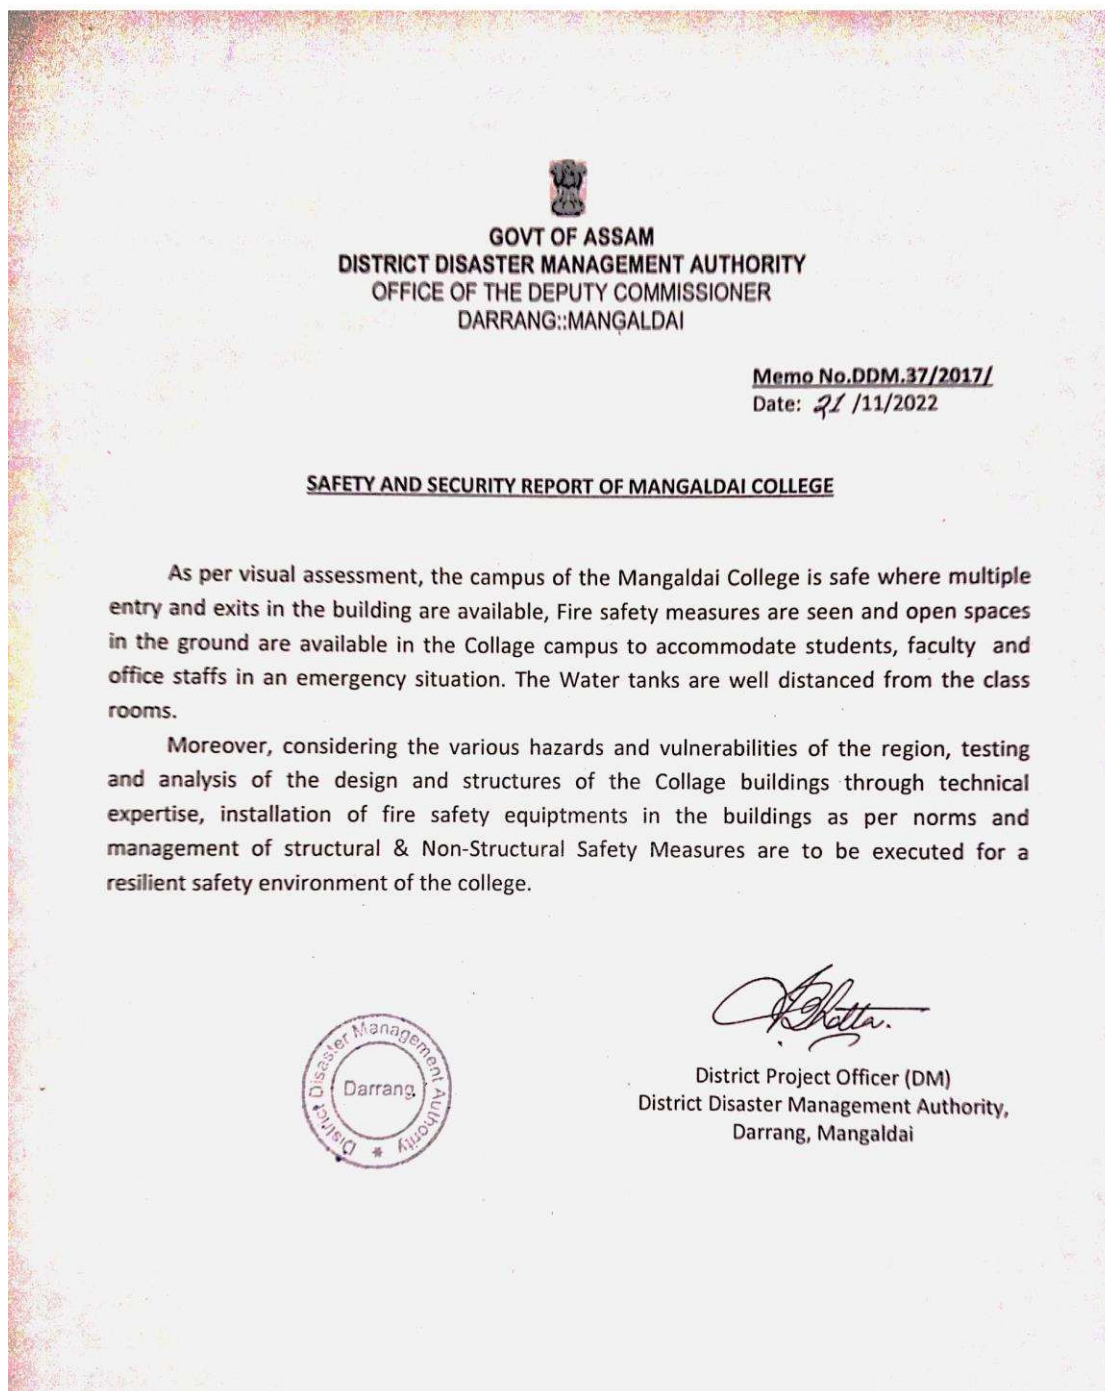 GOVT OF ASSAM
DISTRICT DISASTER MANAGEMENT AUTHORITY
OFFICE OF THE DEPUTY COMMISSIONER
DARRANG::MANGALDAI
Memo No.DDM.37/2017/
Date: 21 /11/2022
SAFETY AND SECURITY REPORT OF MANGALDAI COLLEGE
As per visual assessment, the campus of the Mangaldai College is safe where multiple
entry and exits in the building are available, Fire safety measures are seen and open spaces
in the ground are available in the Collage campus to accommodate students, faculty and
office staffs in an emergency situation. The Water tanks are well distanced from the class
rooms.
Moreover, considering the various hazards and vulnerabilities of the region, testing
and analysis of the design and structures of the Collage buildings through technical
expertise, installation of fire safety equiptments in the buildings as per norms and
management of structural & Non-Structural Safety Measures are to be executed for a
resilient safety environment of the college.
District Disaster Management Authority *
Darrang.
District Project Officer (DM)
District Disaster Management Authority,
Darrang, Mangaldai